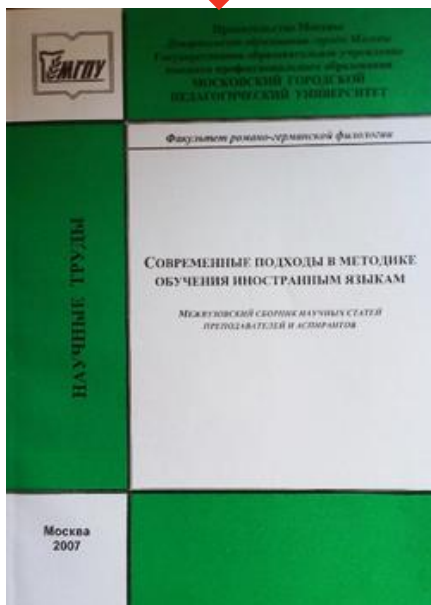 МГПУ
Правительство Москвы
Департамент образования города Москвы
Государственное образовательное учреждение
высшего профессионального образования
МОСКОВСКИЙ ГОРОДСКОЙ
ПЕДАГОГИЧЕСКИЙ УНИВЕРСИТЕТ
Факультет романо-германской филологии
НАУЧНЫЕ ТРУДЫ
СОВРЕМЕННЫЕ ПОДХОДЫ В МЕТОДИКЕ
ОБУЧЕНИЯ ИНОСТРАННЫМ ЯЗЫКАМ
МЕЖВУЗОВСКИЙ СБОРНИК НАУЧНЫХ СТАТЕЙ
ПРЕПОДАВАТЕЛЕЙ И АСПИРАНТОВ
Москва
2007